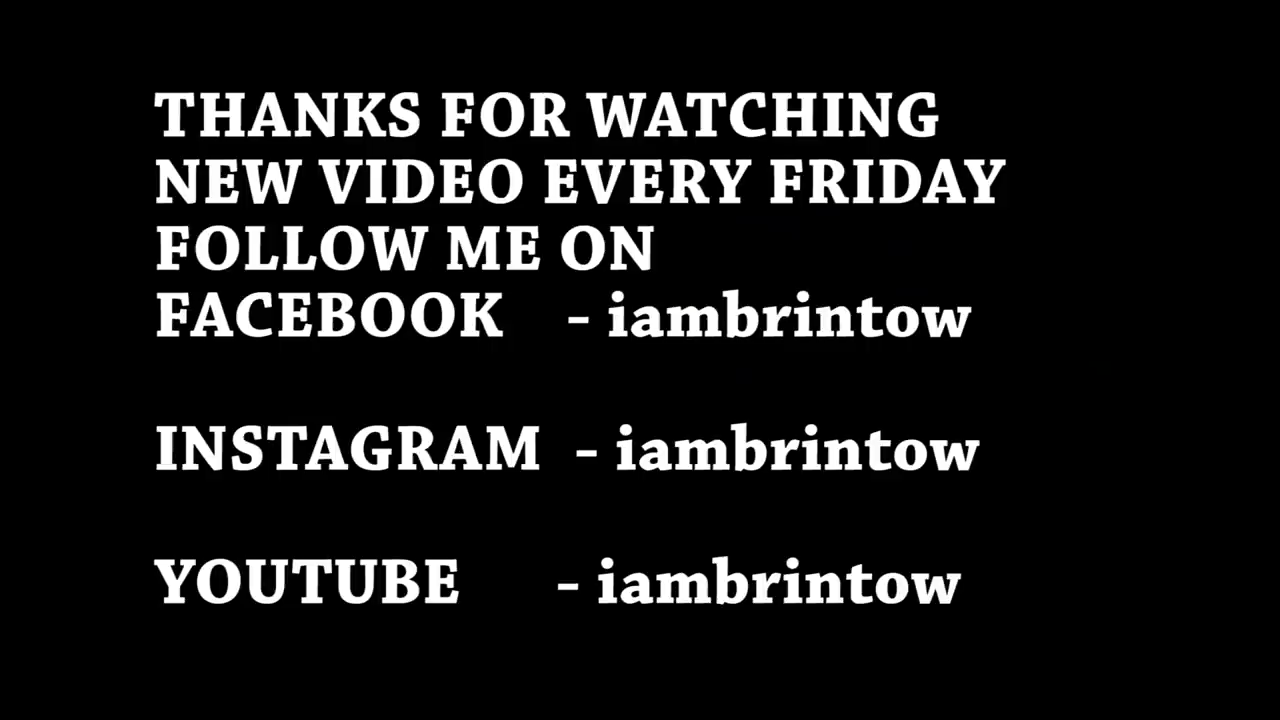 THANKS FOR WATCHING
NEW VIDEO EVERY FRIDAY
FOLLOW ME ON
FACEBOOK - iambrintow
INSTAGRAM - iambrintow
YOUTUBE - iambrintow